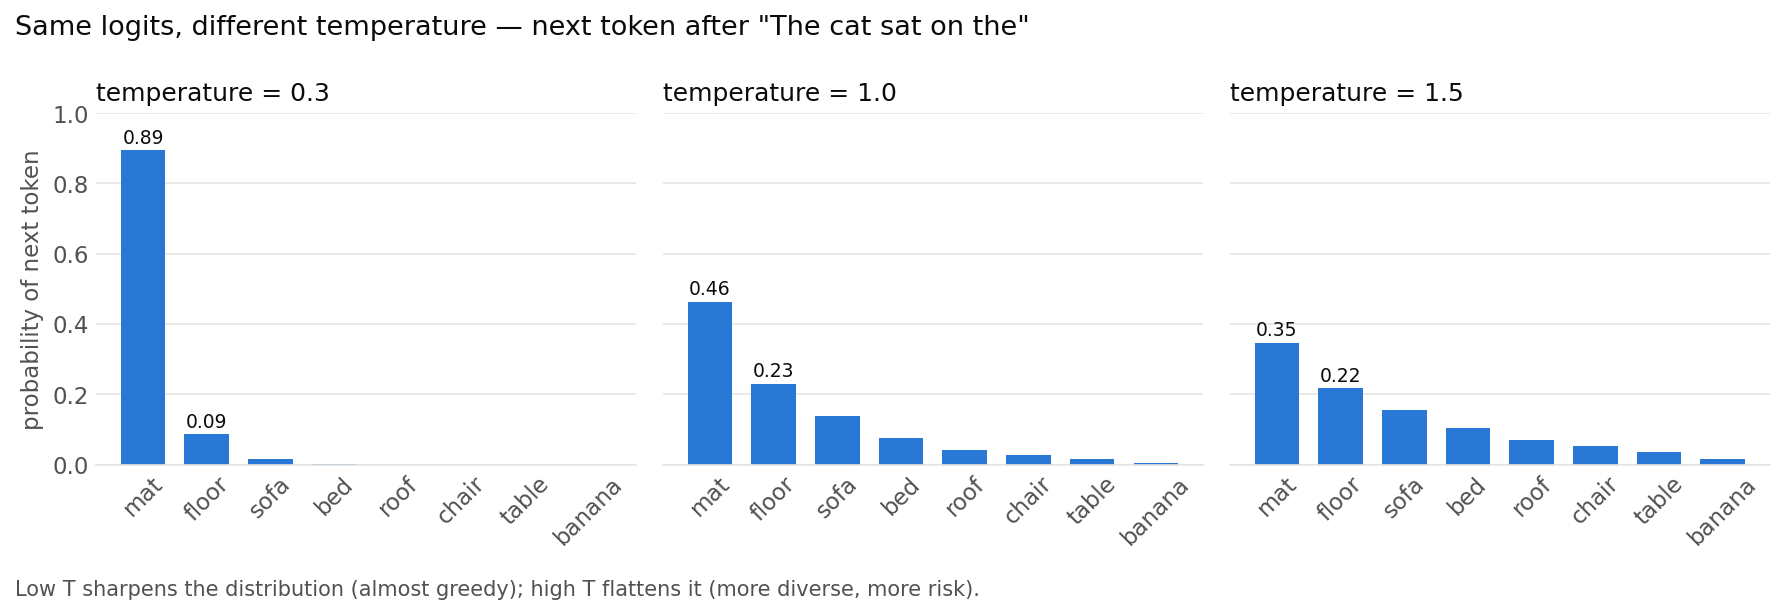 Same logits, different temperature — next token after "The cat sat on the"
temperature = 0.3
temperature = 1.0
temperature = 1.5
probability of next token
1.0
0.8
0.6
0.4
0.2
0.0
0.89
0.09
mat
floor
sofa
bed
roof
chair
table
banana
0.46
0.23
mat
floor
sofa
bed
roof
chair
table
banana
0.35
0.22
mat
floor
sofa
bed
roof
chair
table
banana
Low T sharpens the distribution (almost greedy); high T flattens it (more diverse, more risk).